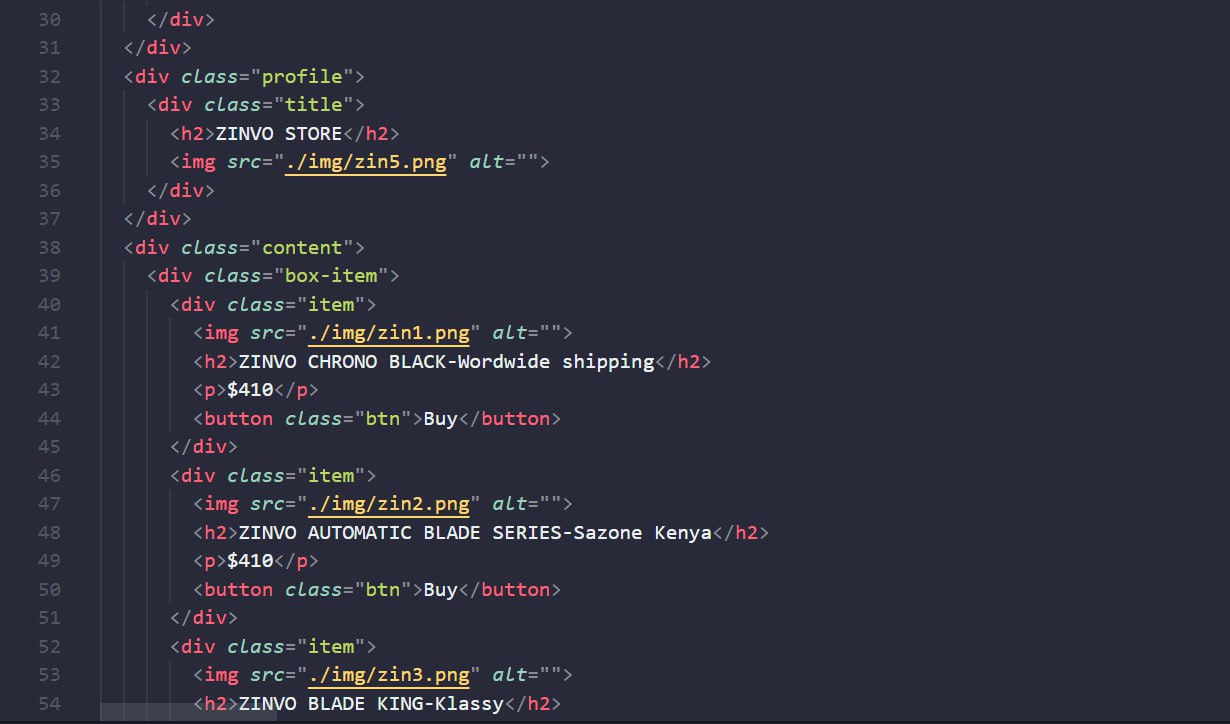 30 </div>
31 </div>
32 <div class="profile">
33 <div class="title">
34 <h2>ZINVO STORE</h2>
35 <img src="./img/zin5.png" alt="">
36 </div>
37 </div>
38 <div class="content">
39 <div class="box-item">
40 <div class="item">
41 <img src="./img/zin1.png" alt="">
42 <h2>ZINVO CHRONO BLACK-Wordwide shipping</h2>
43 <p>$410</p>
44 <button class="btn">Buy</button>
45 </div>
46 <div class="item">
47 <img src="./img/zin2.png" alt="">
48 <h2>ZINVO AUTOMATIC BLADE SERIES-Sazone Kenya</h2>
49 <p>$410</p>
50 <button class="btn">Buy</button>
51 </div>
52 <div class="item">
53 <img src="./img/zin3.png" alt="">
54 <h2>ZINVO BLADE KING-Klassy</h2>